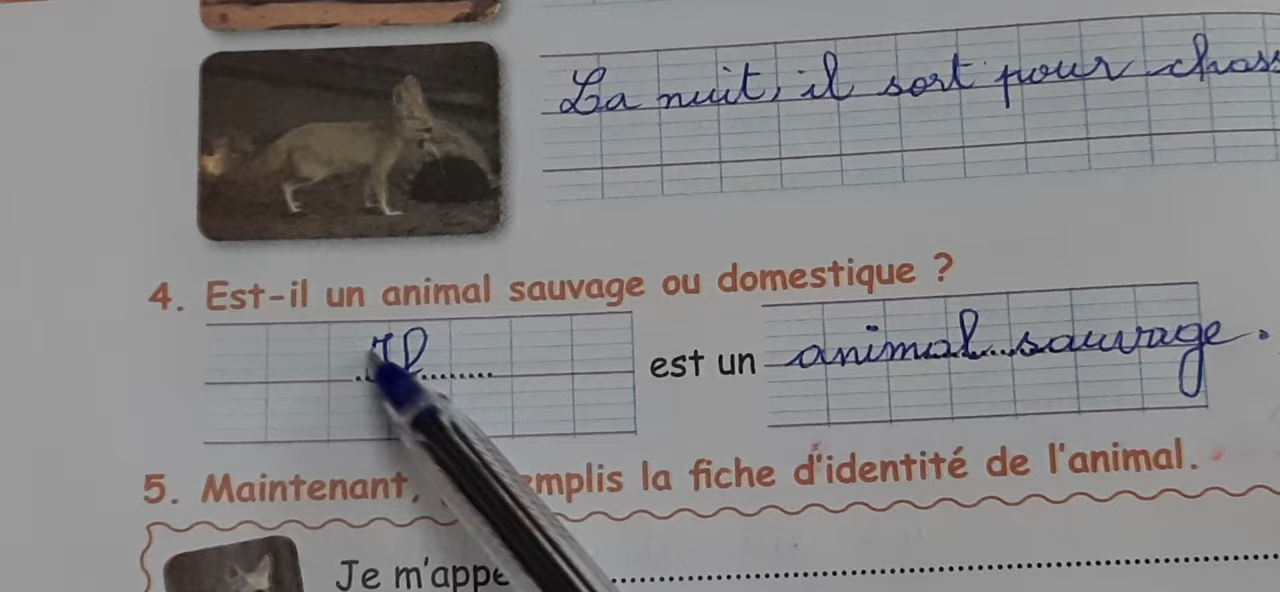 La nuit, il sort pour chass
4. Est-il un animal sauvage ou domestique ?
Il est un animal sauvage.
5. Maintenant, emplis la fiche d'identité de l'animal.
Je m'appe